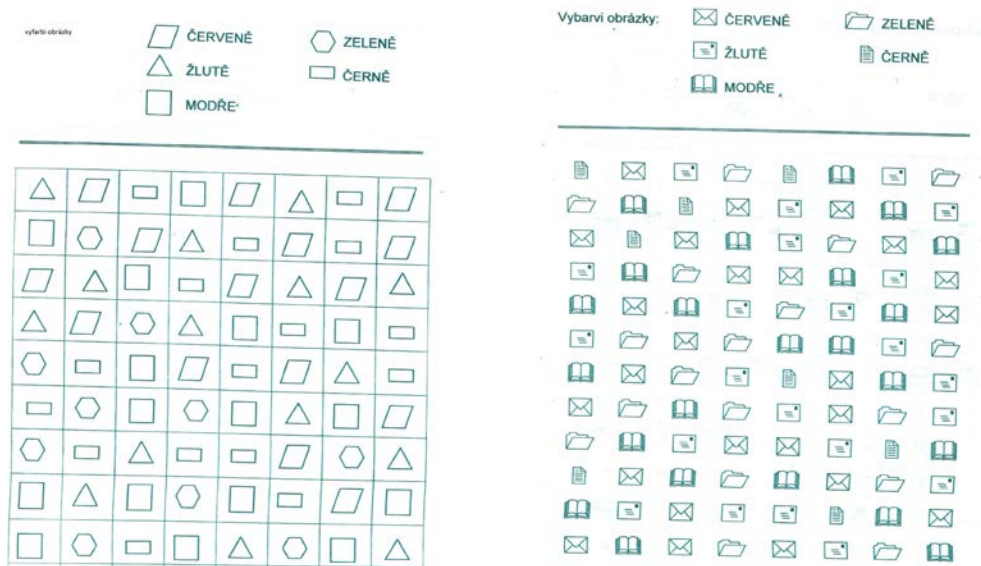 vyfarbi obrázky
ČERVENĚ
ZELENĚ
ŽLUTĚ
ČERNĚ
MODŘE
Vybarvi obrázky:
ČERVENĚ
ZELENĚ
ŽLUTĚ
ČERNĚ
MODŘE